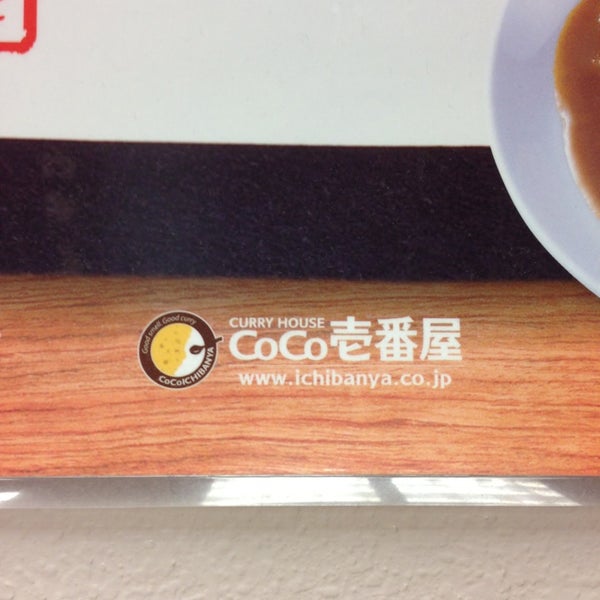 Good smell. Good curry
CoCoICHIBANYA
CURRY HOUSE
CoCo壱番屋
www.ichibanya.co.jp